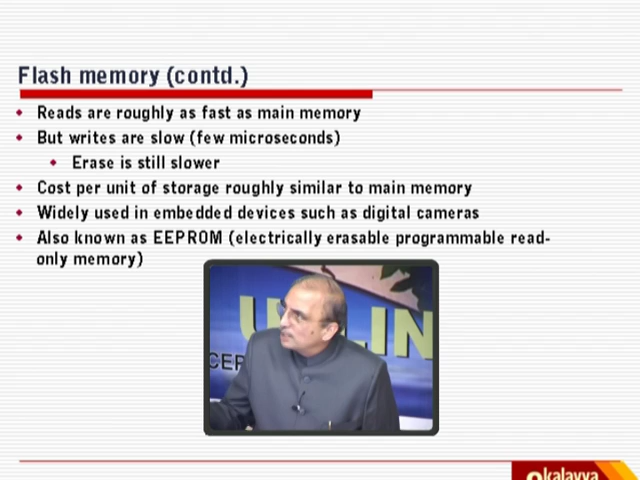 Flash memory (contd.)
Reads are roughly as fast as main memory
But writes are slow (few microseconds)
Erase is still slower
Cost per unit of storage roughly similar to main memory
Widely used in embedded devices such as digital cameras
Also known as EEPROM (electrically erasable programmable read-
only memory)